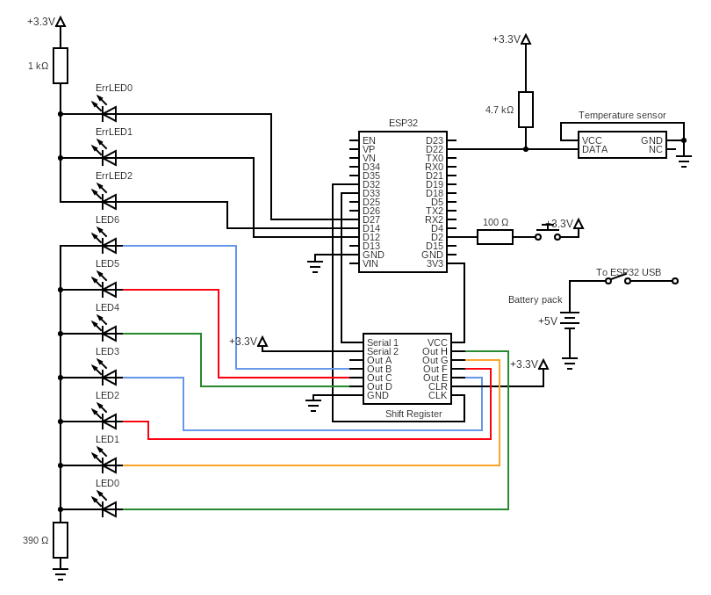 +3.3V
1 kΩ
ErrLED0
ErrLED1
ErrLED2
LED6
LED5
LED4
LED3
LED2
LED1
LED0
390 Ω
ESP32
EN
VP
VN
D34
D35
D32
D33
D25
D26
D27
D14
D12
D13
GND
VIN
D23
D22
TX0
RX0
D21
D19
D18
D5
TX2
RX2
D4
D2
D15
GND
3V3
+3.3V
4.7 kΩ
Temperature sensor
VCC
DATA
GND
NC
100 Ω
+3.3V
To ESP32 USB
Battery pack
+5V
+3.3V
Serial 1
Serial 2
Out A
Out B
Out C
Out D
GND
VCC
Out H
Out G
Out F
Out E
CLR
CLK
Shift Register
+3.3V